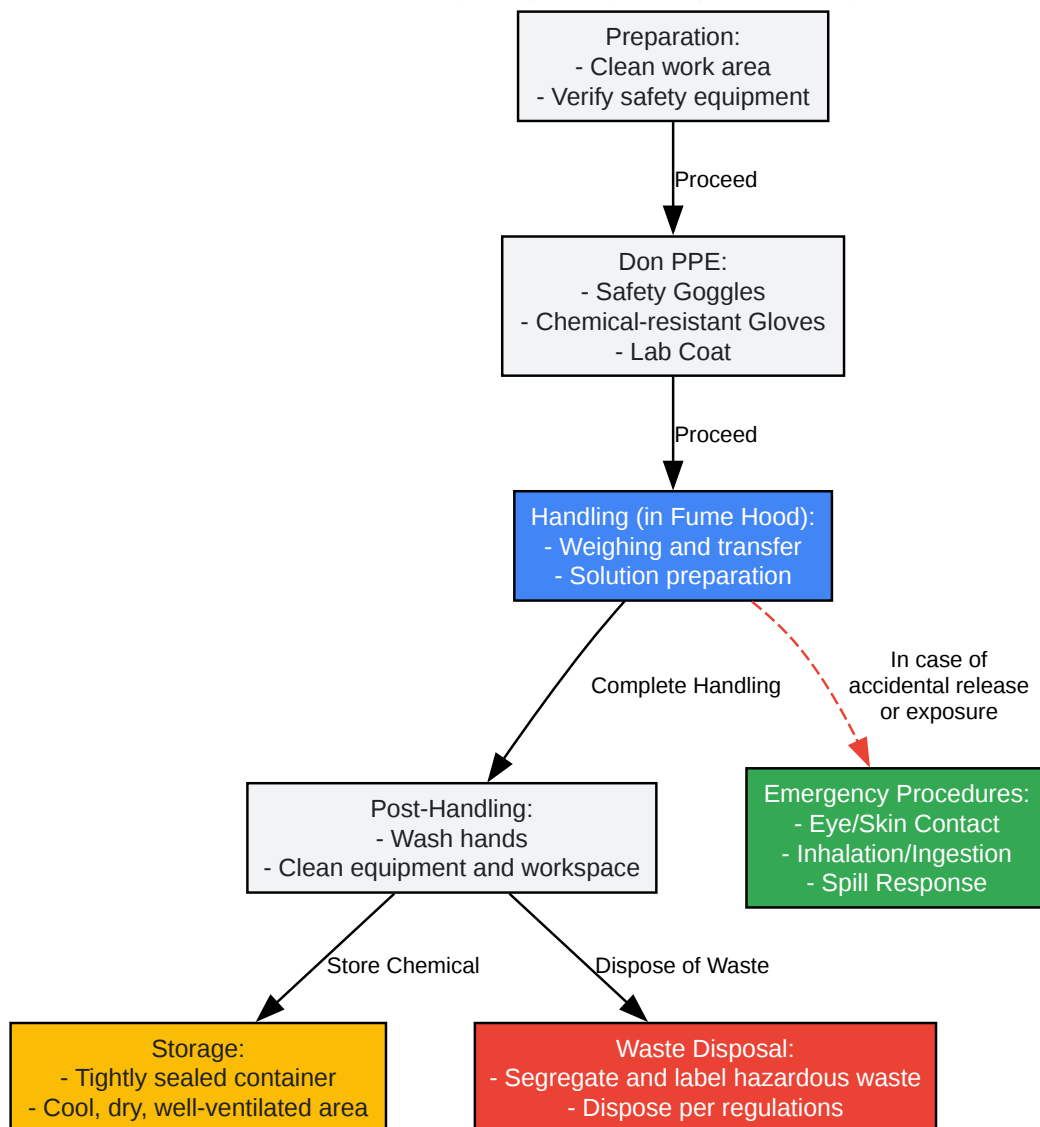 Preparation:
- Clean work area
- Verify safety equipment
Proceed
Don PPE:
- Safety Goggles
- Chemical-resistant Gloves
- Lab Coat
Proceed
Handling (in Fume Hood):
- Weighing and transfer
- Solution preparation
Complete Handling
In case of
accidental release
or exposure
Post-Handling:
- Wash hands
- Clean equipment and workspace
Emergency Procedures:
- Eye/Skin Contact
- Inhalation/Ingestion
- Spill Response
Store Chemical
Dispose of Waste
Storage:
- Tightly sealed container
- Cool, dry, well-ventilated area
Waste Disposal:
- Segregate and label hazardous waste
- Dispose per regulations